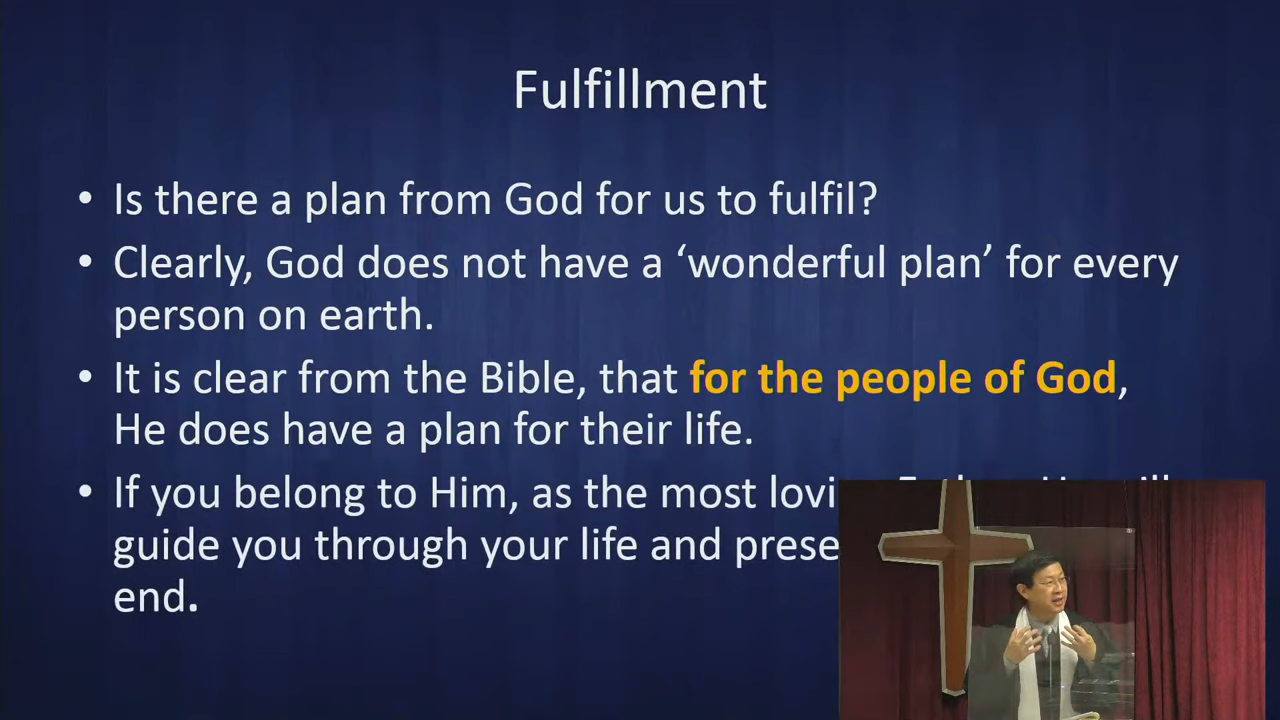 Fulfillment
• Is there a plan from God for us to fulfil?
• Clearly, God does not have a ‘wonderful plan’ for every
person on earth.
• It is clear from the Bible, that for the people of God,
He does have a plan for their life.
• If you belong to Him, as the most
guide you through your life and
end.